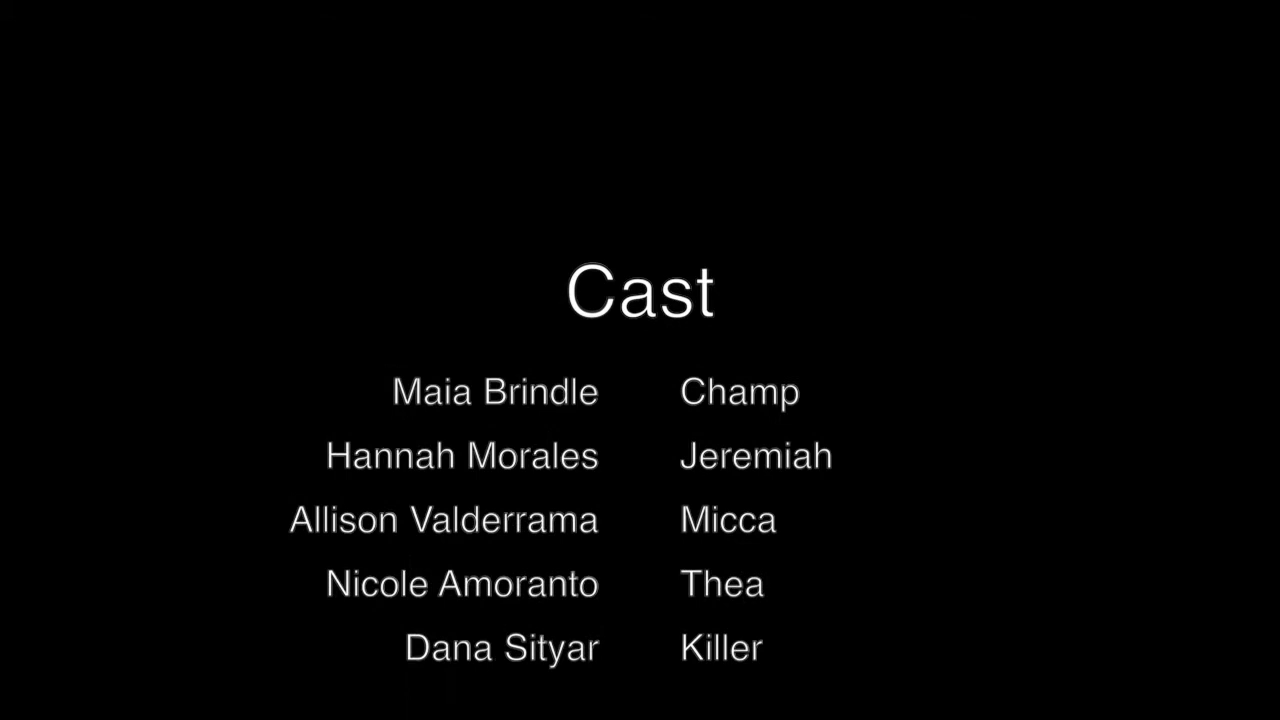 Cast
Maia Brindle Champ
Hannah Morales Jeremiah
Allison Valderrama Micca
Nicole Amoranto Thea
Dana Sityar Killer